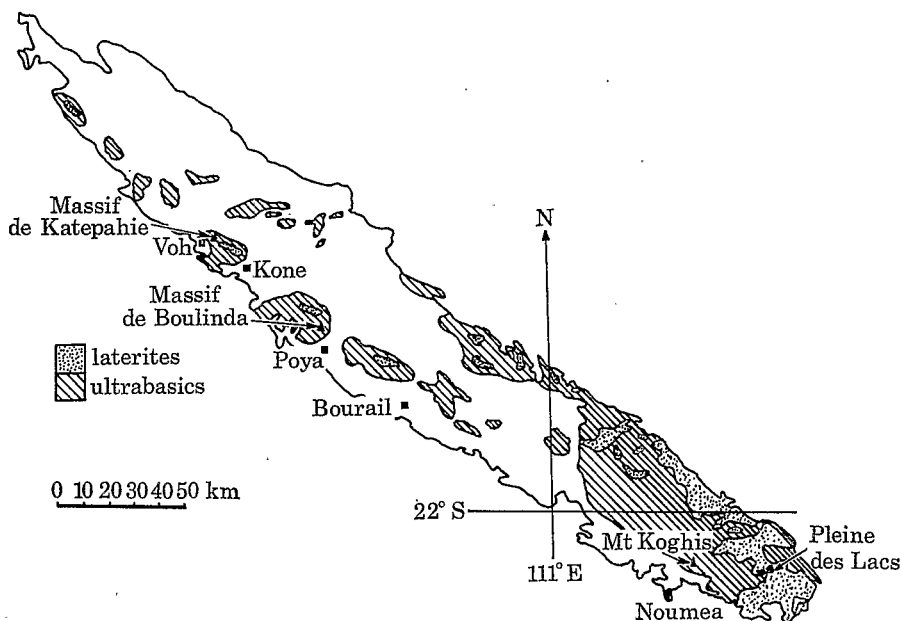 N
Massif
de Katepahie
Voh
Kone
Massif
de Boulinda
Poya
laterites
ultrabasics
Bourail
0 10 20 30 40 50 km
22° S
Mt Koghis
Pleine
des Lacs
111° E
Noumea